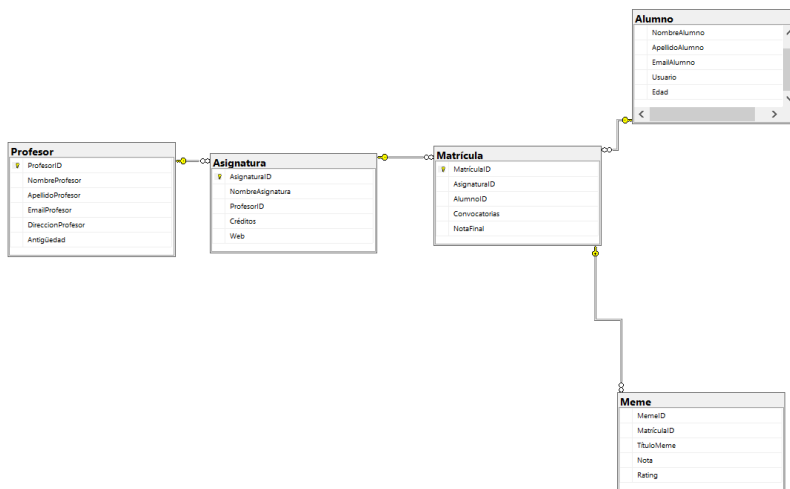 Alumno
NombreAlumno
ApellidoAlumno
EmailAlumno
Usuario
Edad
Profesor
ProfesorID
NombreProfesor
ApellidoProfesor
EmailProfesor
DireccionProfesor
Antigüedad
Asignatura
AsignaturaID
NombreAsignatura
ProfesorID
Créditos
Web
Matrícula
MatrículaID
AsignaturaID
AlumnoID
Convocatorias
NotaFinal
Meme
MemeID
MatrículaID
TítuloMeme
Nota
Rating